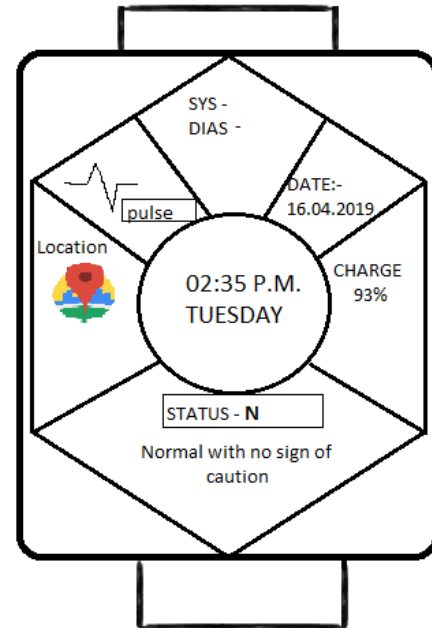 SYS -
DIAS -
pulse
DATE:-
16.04.2019
Location
CHARGE
93%
02:35 P.M.
TUESDAY
STATUS - N
Normal with no sign of
caution